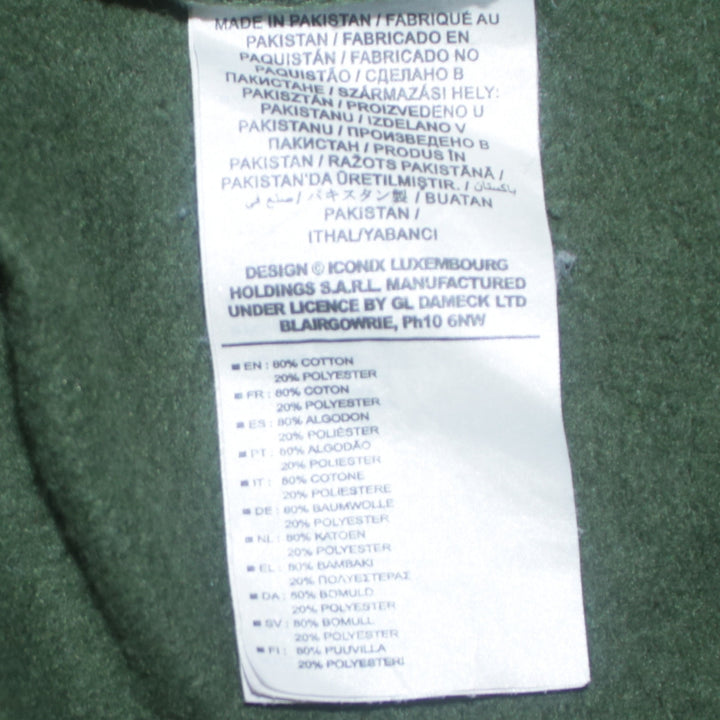 MADE IN PAKISTAN / FABRIQUÉ AU
PAKISTAN / FABRICADO EN
PAQUISTÁN / FABRICADO NO
PAQUISTÃO / СДЕЛАНО В
ПАКИСТАНЕ / SZÁRMAZÁSI HELY:
PAKISZTÁN / PROIZVEDENO U
PAKISTANU / IZDELANO V
PAKISTANU / ПРОИЗВЕДЕНО В
ПАКИСТАН / PRODUS ÎN
PAKISTAN / RAŽOTS PAKISTĀNĀ /
PAKISTAN'DA ÜRETILMIŞTIR. / باكستان
صنع في / パキスタン製 / BUATAN
PAKISTAN /
ITHAL/YABANCI
DESIGN © ICONIX LUXEMBOURG
HOLDINGS S.A.R.L. MANUFACTURED
UNDER LICENCE BY GL DAMECK LTD
BLAIRGOWRIE, Ph10 6NW
EN : 80% COTTON
20% POLYESTER
FR : 80% COTON
20% POLYESTER
ES : 80% ALGODON
20% POLIÉSTER
PT : 80% ALGODÃO
20% POLIESTER
IT : 80% COTONE
20% POLIESTERE
DE : 80% BAUMWOLLE
20% POLYESTER
NL : 80% KATOEN
20% POLYESTER
EL : 80% ΒΑΜΒΑΚΙ
20% ΠΟΛΥΕΣΤΕΡΑΣ
DA : 80% BOMULD
20% POLYESTER
SV : 80% BOMULL
20% POLYESTER
FI : 80% PUUVILLA
20% POLYESTERI